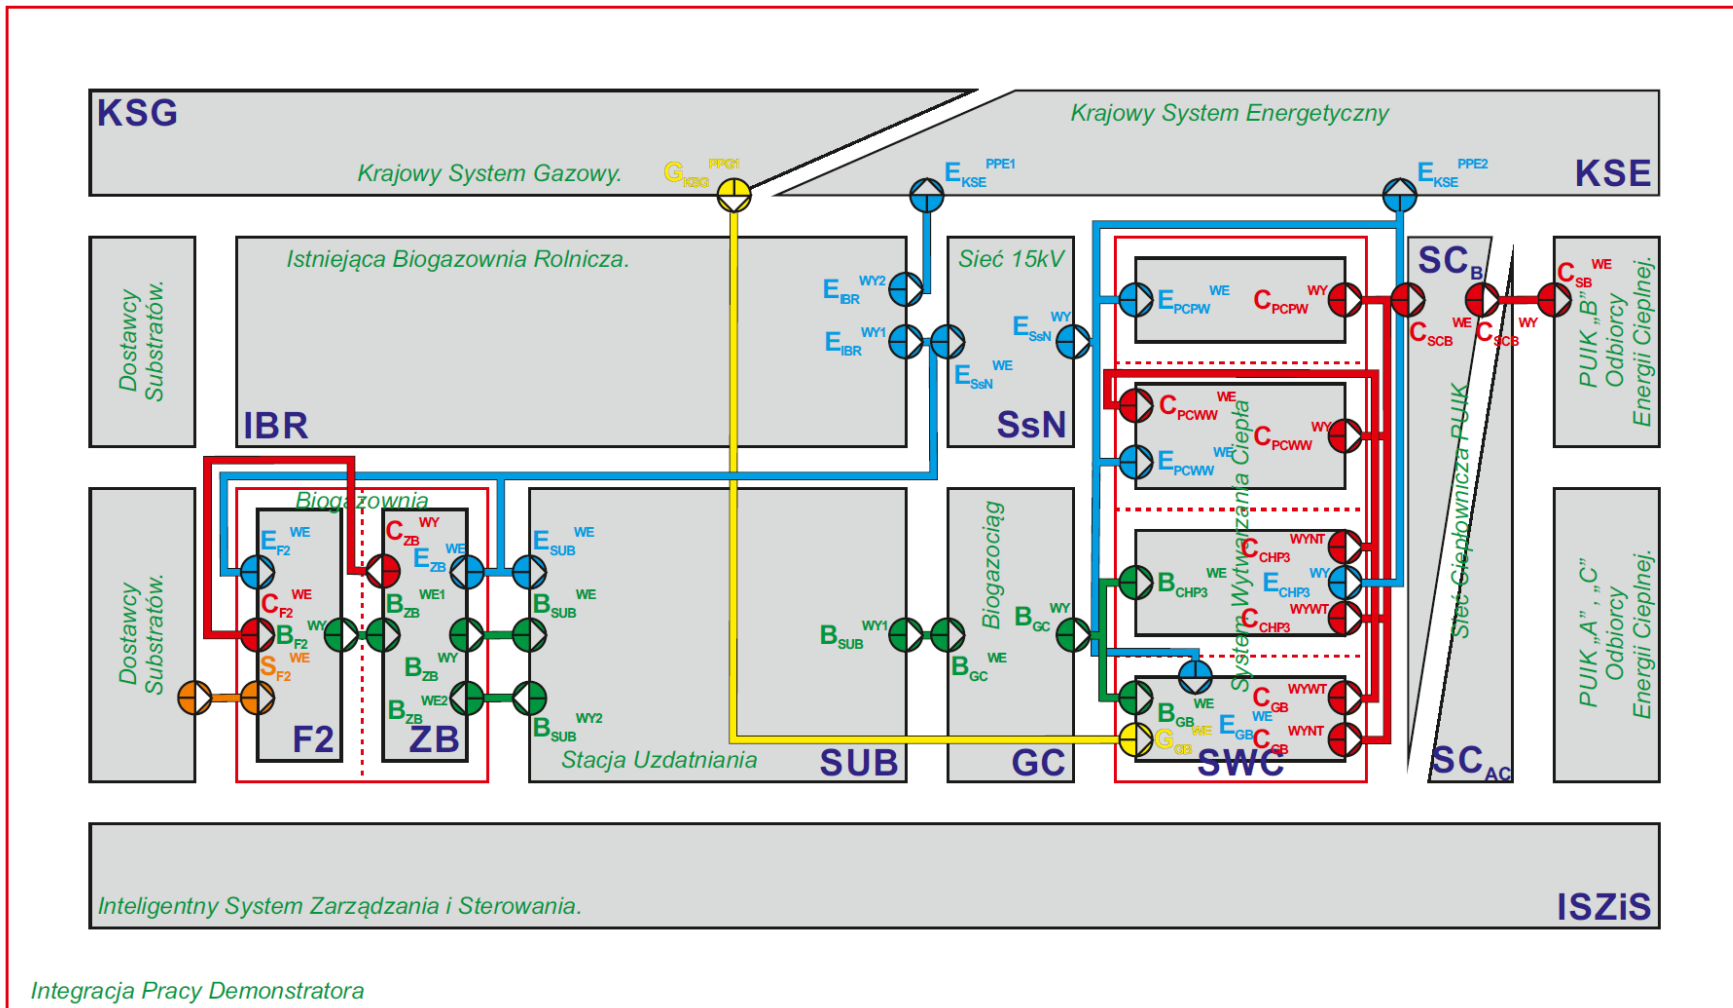 KSG
Krajowy System Energetyczny
Krajowy System Gazowy.
G KSG PPG1
E KSE PPE1
E KSE PPE2
KSE
Dostawcy
Substratów.
Istniejąca Biogazownia Rolnicza.
E IBR WY2
E IBR WY1
IBR
Sieć 15kV
E SsN WY
E SsN WE
SsN
E PCPW WE
C PCPW WY
C PCWW WE
C PCWW WY
E PCWW WE
System Wytwarzania Ciepła
SC B
C SCB WE
C SCB WY
Sieć Ciepłownicza PUIK
C SB WE
PUIK „B”
Odbiorcy
Energii Cieplnej.
Dostawcy
Substratów.
Biogazownia
E F2 WE
C F2 WE
B F2 WY
S F2 WE
F2
C ZB WY
E ZB WE
B ZB WE1
B ZB WY
B ZB WE2
ZB
E SUB WE
B SUB WE
B SUB WY2
B SUB WY1
Stacja Uzdatniania
SUB
Biogazociąg
B GC WY
B GC WE
GC
C CHP3 WYNT
B CHP3 WE
E CHP3 WY
C CHP3 WYWT
B GB WE
C GB WYWT
E GB WE
G GB WE
C GB WYNT
SWC
SC AC
PUIK „A” , „C”
Odbiorcy
Energii Cieplnej.
Inteligentny System Zarządzania i Sterowania.
ISZiS
Integracja Pracy Demonstratora